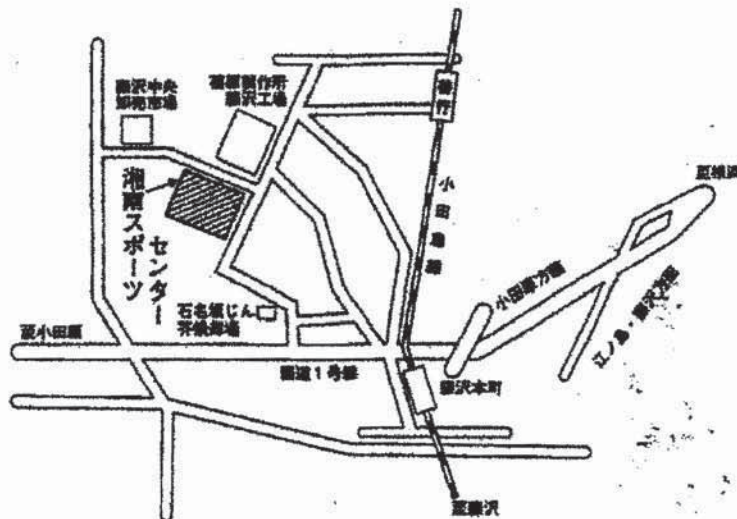 藤沢中央
卸売市場
荏原製作所
藤沢工場
善行
湘南スポーツ
センター
小田急線
至横浜
小田原方面
江ノ島・藤沢方面
石名坂じん
芥焼却場
至小田原
国道1号線
藤沢本町
至藤沢